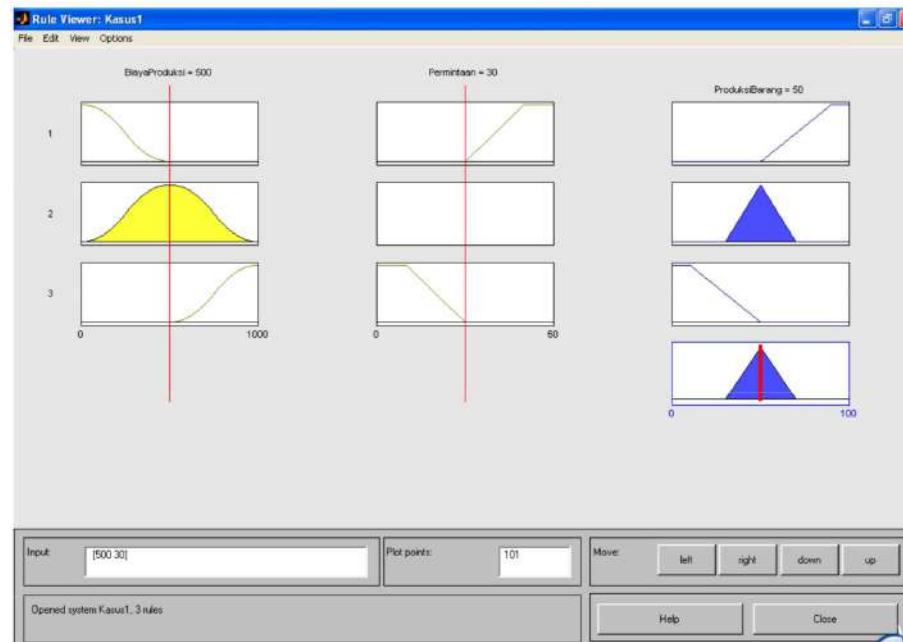 Rule Viewer: Kasus1
File Edit View Options
BiayaProduksi = 500
Permintaan = 30
ProduksiBarang = 50
1
2
3
0 1000
0 60
0 100
Input:
[500 30]
Plot points:
101
Move:
left
right
down
up
Opened system Kasus1, 3 rules
Help
Close